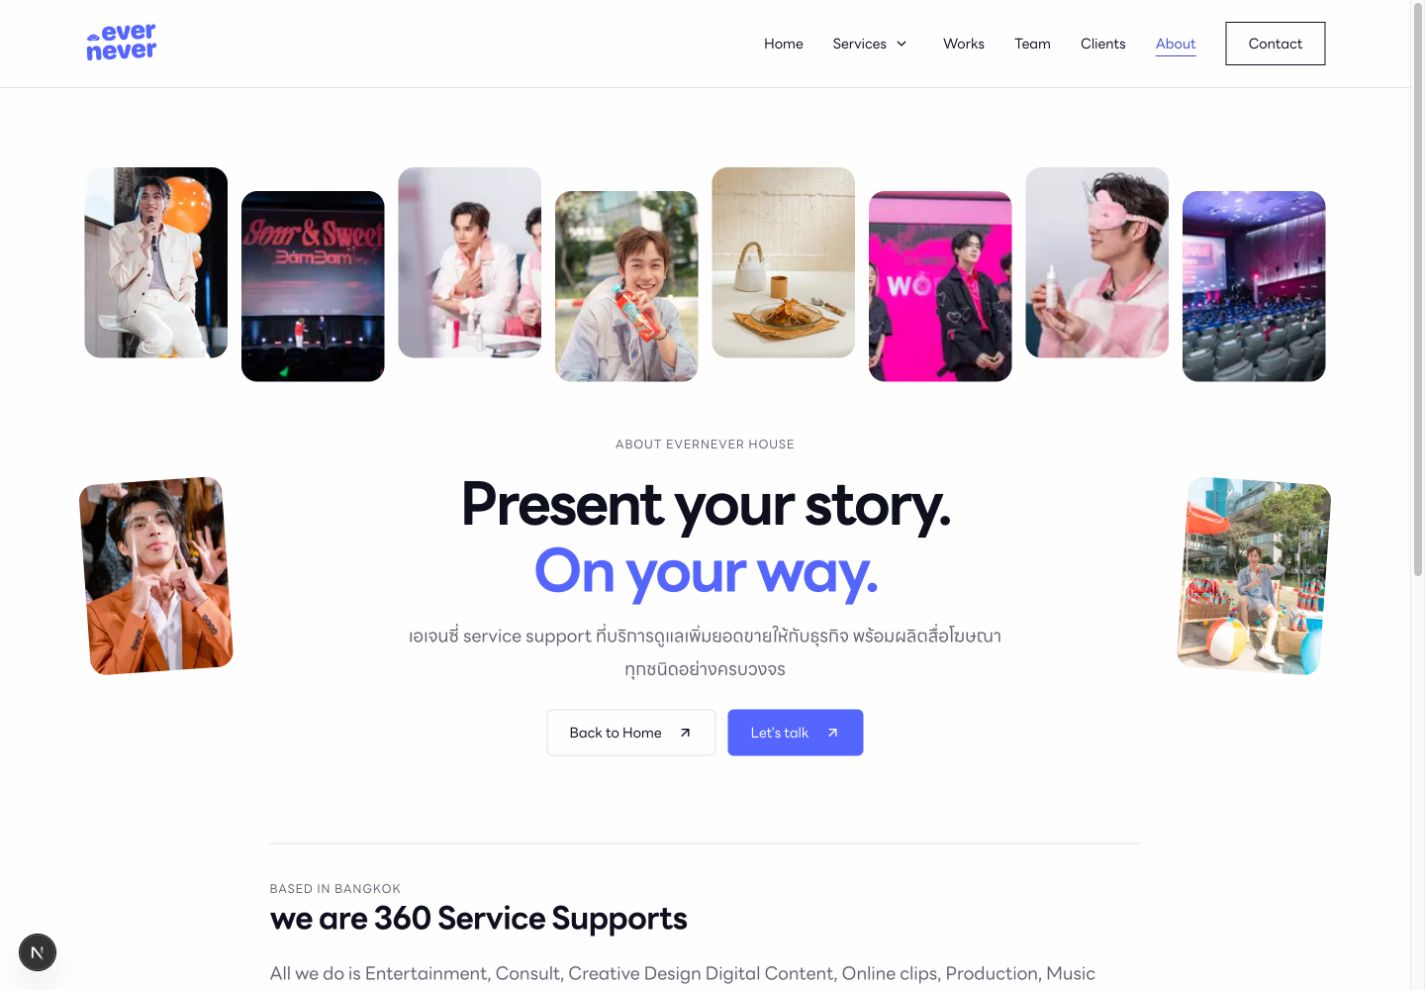 ever
never
Home
Services
Works
Team
Clients
About
Contact
Sour & Sweet
BamBam
WO
ABOUT EVERNEVER HOUSE
Present your story.
On your way.
เอเจนซี่ service support ที่บริการดูแลเพิ่มยอดขายให้กับธุรกิจ พร้อมผลิตสื่อโฆษณา
ทุกชนิดอย่างครบวงจร
Back to Home
Let's talk
BASED IN BANGKOK
we are 360 Service Supports
N
All we do is Entertainment, Consult, Creative Design Digital Content, Online clips, Production, Music